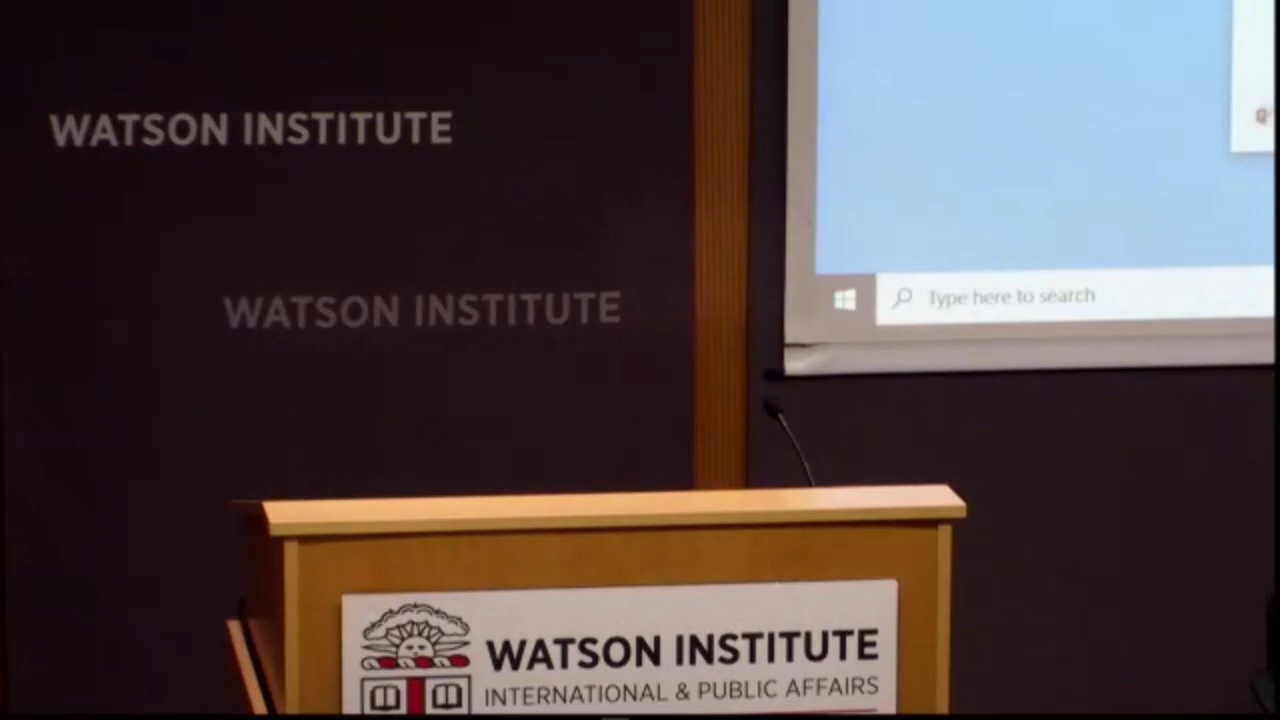 WATSON INSTITUTE
WATSON INSTITUTE
Type here to search
WATSON INSTITUTE
INTERNATIONAL & PUBLIC AFFAIRS